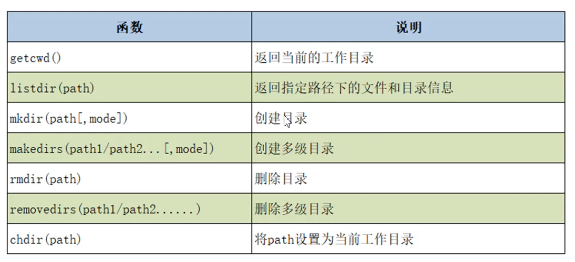 函数 说明
getcwd() 返回当前的工作目录
listdir(path) 返回指定路径下的文件和目录信息
mkdir(path[,mode]) 创建目录
makedirs(path1/path2...[,mode]) 创建多级目录
rmdir(path) 删除目录
removedirs(path1/path2......) 删除多级目录
chdir(path) 将path设置为当前工作目录